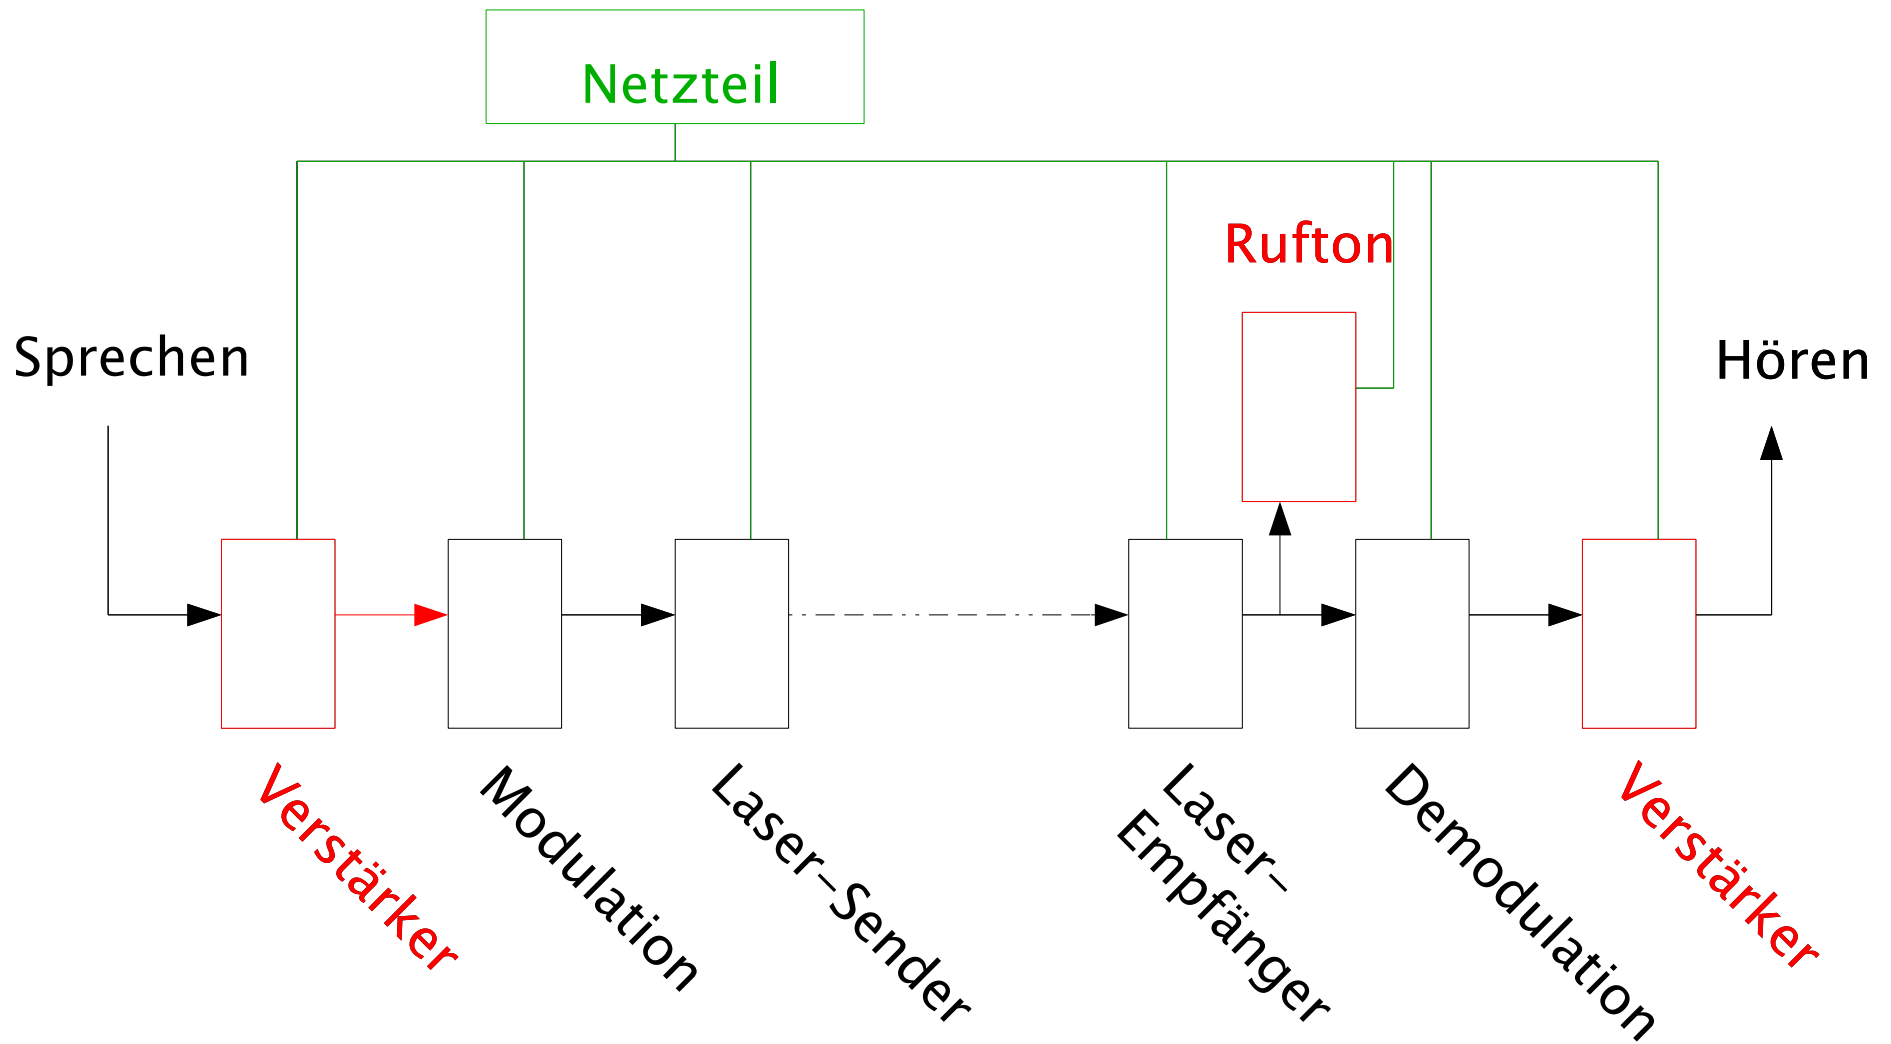 Netzteil
Rufton
Sprechen
Hören
Verstärker
Modulation
Laser-Sender
Laser-
Empfänger
Demodulation
Verstärker